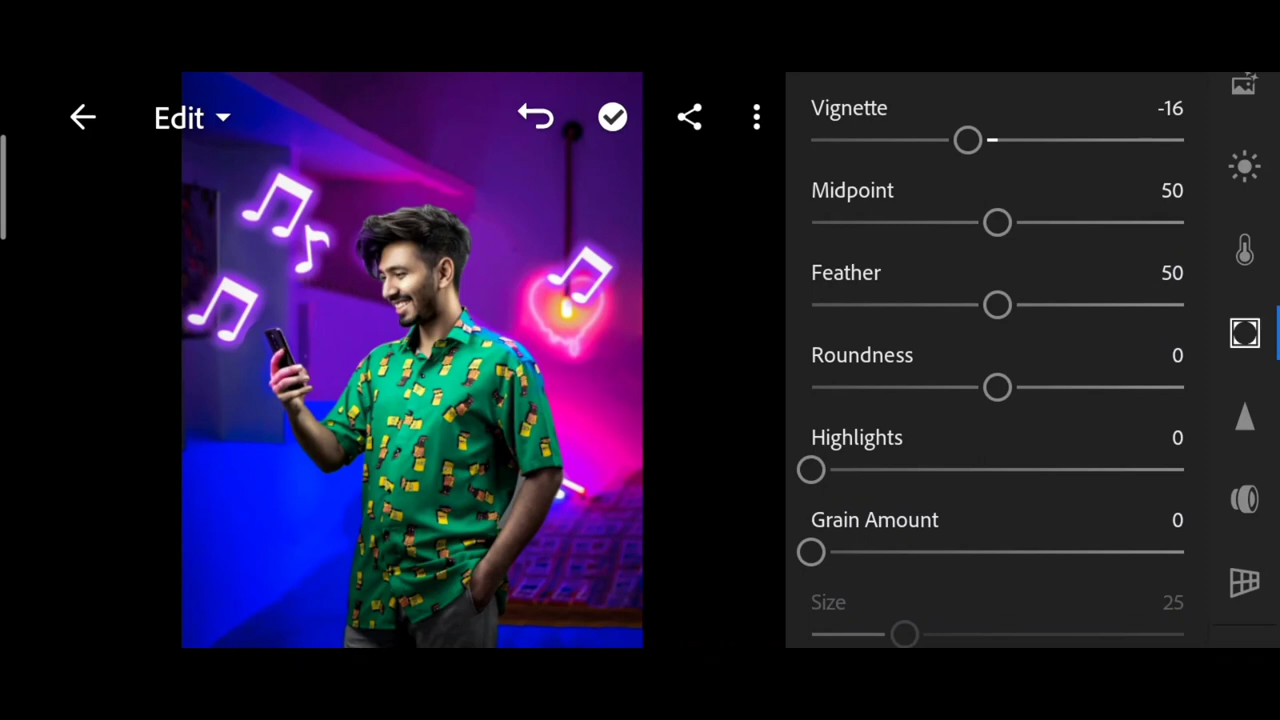 Edit
Vignette -16
Midpoint 50
Feather 50
Roundness 0
Highlights 0
Grain Amount 0
Size 25